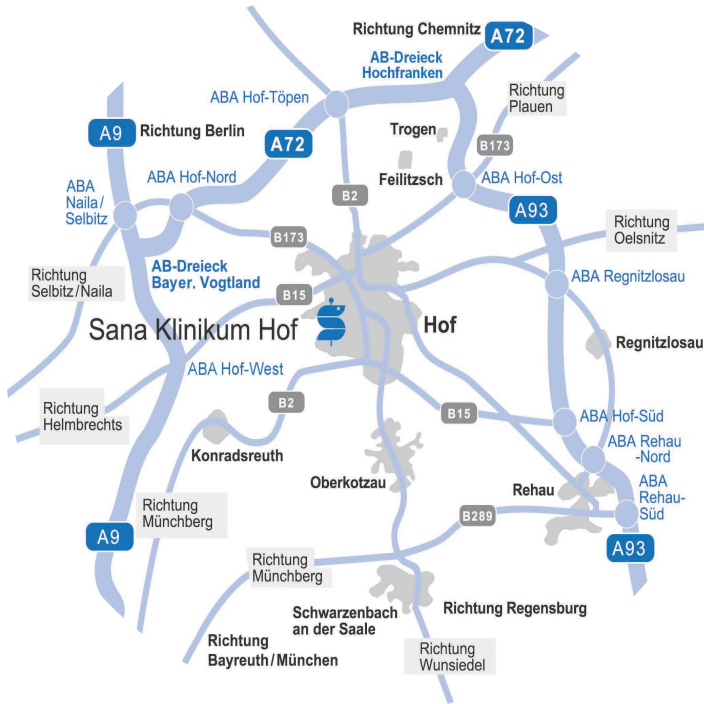 Richtung Chemnitz
A72
AB-Dreieck
Hochfranken
ABA Hof-Töpen
Richtung
Plauen
A9
Richtung Berlin
A72
Trogen
B173
Feilitzsch
ABA Hof-Nord
ABA Hof-Ost
ABA
Naila/
Selbitz
B2
A93
Richtung
Oelsnitz
B173
AB-Dreieck
Bayer. Vogtland
Richtung
Selbitz/Naila
ABA Regnitzlosau
B15
Sana Klinikum Hof
Hof
Regnitzlosau
ABA Hof-West
Richtung
Helmbrechts
B2
B15
ABA Hof-Süd
ABA Rehau
-Nord
Konradsreuth
Oberkotzau
Rehau
ABA
Rehau-
Süd
Richtung
Münchberg
B289
A9
A93
Richtung
Münchberg
Schwarzenbach
an der Saale
Richtung Regensburg
Richtung
Bayreuth/München
Richtung
Wunsiedel